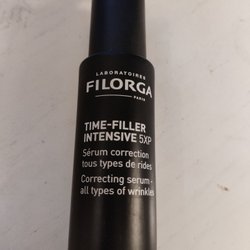 LABORATOIRES
FILORGA
PARIS
TIME-FILLER
INTENSIVE 5XP
Sérum correction
tous types de rides
Correcting serum -
all types of wrinkles